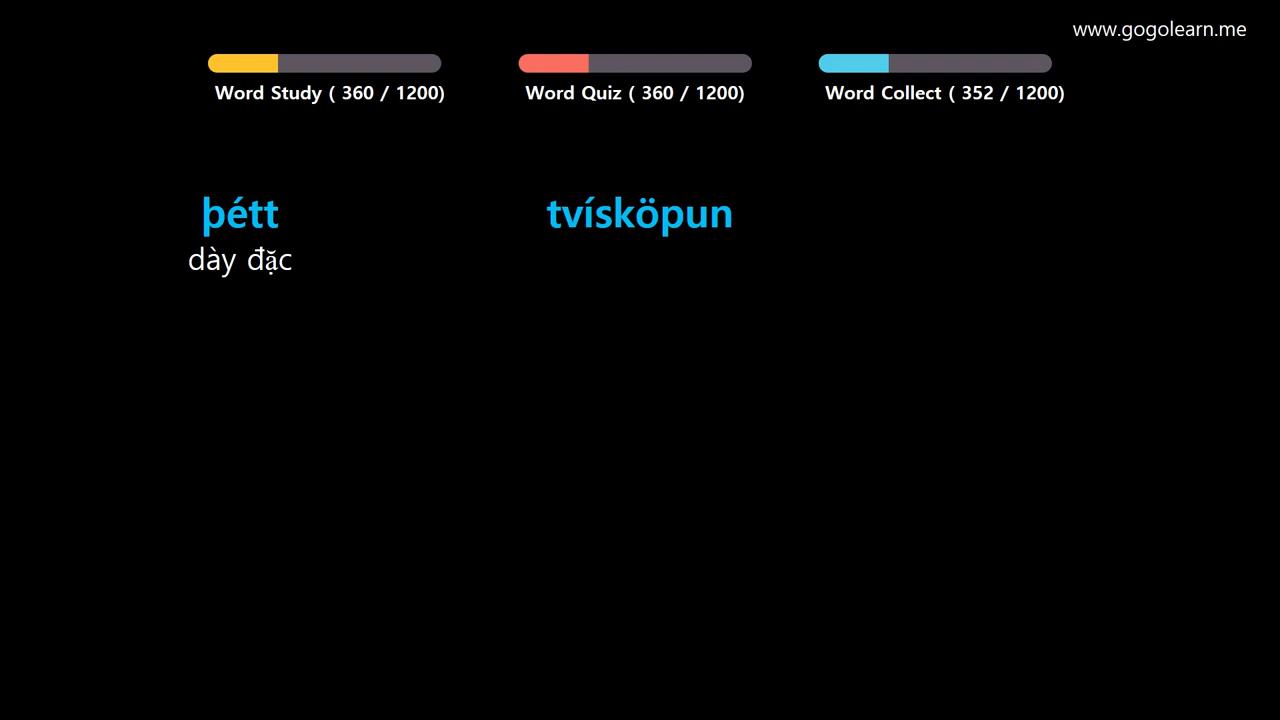 www.gogolearn.me
Word Study ( 360 / 1200)
Word Quiz ( 360 / 1200)
Word Collect ( 352 / 1200)
þétt
tvísköpun
dày đặc